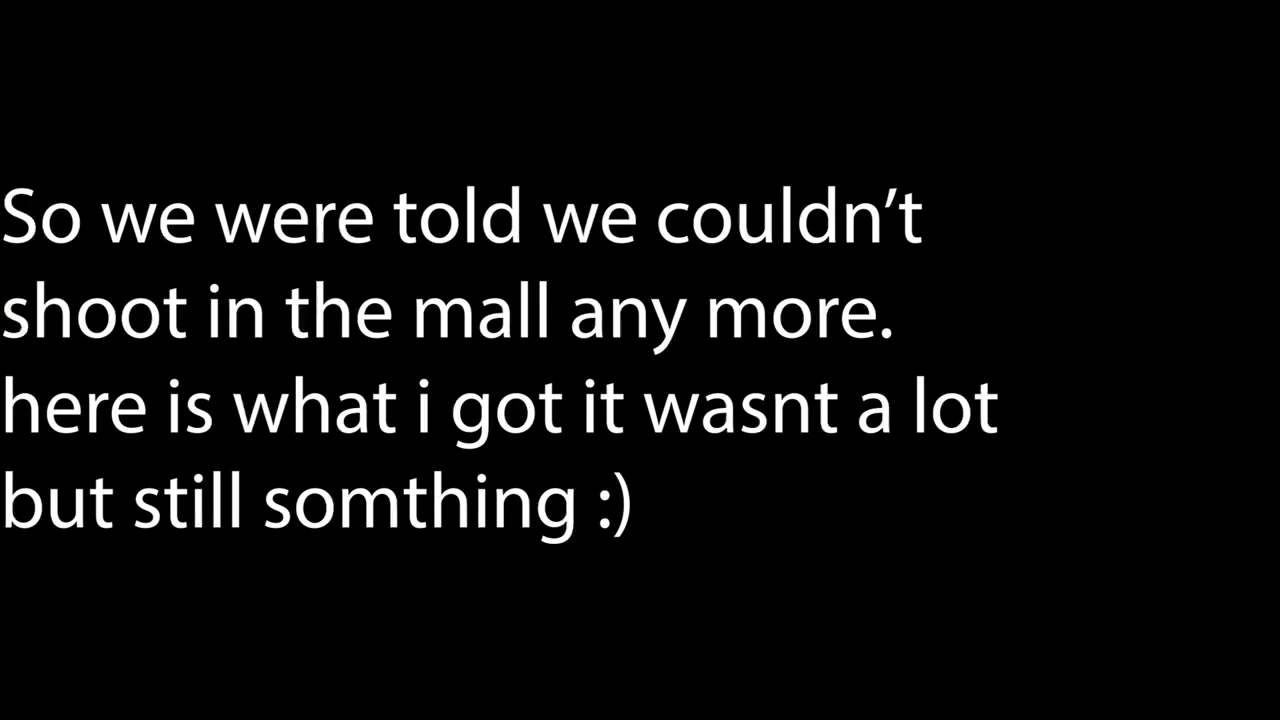 So we were told we couldn’t
shoot in the mall any more.
here is what i got it wasnt a lot
but still somthing :)